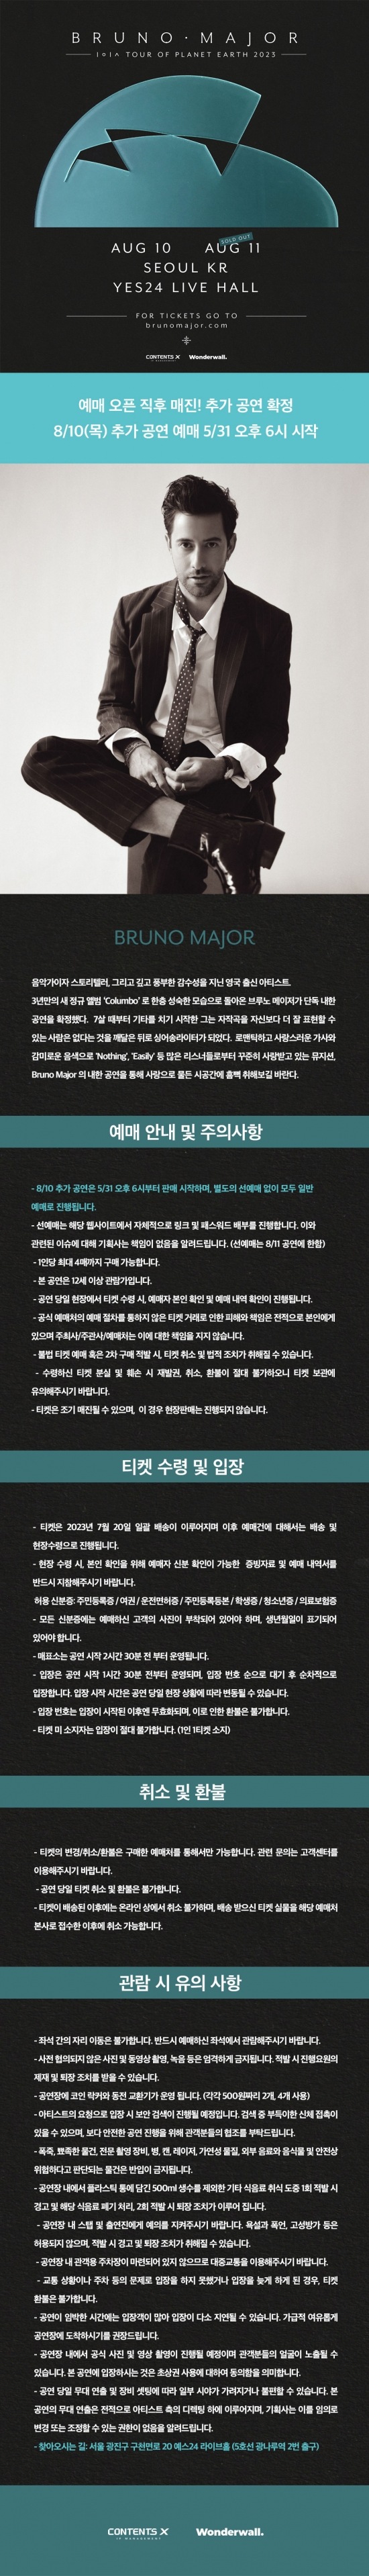 BRUNO · MAJOR
TOUR OF PLANET EARTH 2023
SOLD OUT
AUG 10 AUG 11
SEOUL KR
YES24 LIVE HALL
FOR TICKETS GO TO
brunomajor.com
CONTENTS X
IP MANAGEMENT
Wonderwall.
예매 오픈 직후 매진! 추가 공연 확정
8/10(목) 추가 공연 예매 5/31 오후 6시 시작
BRUNO MAJOR
음악가이자 스토리텔러, 그리고 깊고 풍부한 감수성을 지닌 영국 출신 아티스트.
3년만의 새 정규 앨범 ‘Columbo’ 로 한층 성숙한 모습으로 돌아온 브루노 메이저가 단독 내한
공연을 확정했다. 7살 때부터 기타를 치기 시작한 그는 자작곡을 자신보다 더 잘 표현할 수
있는 사람은 없다는 것을 깨달은 뒤로 싱어송라이터가 되었다. 로맨틱하고 사랑스러운 가사와
감미로운 음색으로 ‘Nothing’, ‘Easily’ 등 많은 리스너들로부터 꾸준히 사랑받고 있는 뮤지션,
Bruno Major 의 내한 공연을 통해 사랑으로 물든 시공간에 흠뻑 취해보길 바란다.
예매 안내 및 주의사항
- 8/10 추가 공연은 5/31 오후 6시부터 판매 시작하며, 별도의 선예매 없이 모두 일반
예매로 진행됩니다.
- 선예매는 해당 웹사이트에서 자체적으로 링크 및 패스워드 배부를 진행합니다. 이와
관련된 이슈에 대해 기획사는 책임이 없음을 알려드립니다. (선예매는 8/11 공연에 한함)
- 1인당 최대 4매까지 구매 가능합니다.
- 본 공연은 12세 이상 관람가입니다.
- 공연 당일 현장에서 티켓 수령 시, 예매자 본인 확인 및 예매 내역 확인이 진행됩니다.
- 공식 예매처의 예매 절차를 통하지 않은 티켓 거래로 인한 피해와 책임은 전적으로 본인에게
있으며 주최사/주관사/예매처는 이에 대한 책임을 지지 않습니다.
- 불법 티켓 예매 혹은 2차 구매 적발 시, 티켓 취소 및 법적 조치가 취해질 수 있습니다.
- 수령하신 티켓 분실 및 훼손 시 재발권, 취소, 환불이 절대 불가하오니 티켓 보관에
유의해주시기 바랍니다.
- 티켓은 조기 매진될 수 있으며, 이 경우 현장판매는 진행되지 않습니다.
티켓 수령 및 입장
- 티켓은 2023년 7월 20일 일괄 배송이 이루어지며 이후 예매건에 대해서는 배송 및
현장수령으로 진행됩니다.
- 현장 수령 시, 본인 확인을 위해 예매자 신분 확인이 가능한 증빙자료 및 예매 내역서를
반드시 지참해주시기 바랍니다.
허용 신분증: 주민등록증 / 여권 / 운전면허증 / 주민등록등본 / 학생증 / 청소년증 / 의료보험증
- 모든 신분증에는 예매하신 고객의 사진이 부착되어 있어야 하며, 생년월일이 표기되어
있어야 합니다.
- 매표소는 공연 시작 2시간 30분 전 부터 운영됩니다.
- 입장은 공연 시작 1시간 30분 전부터 운영되며, 입장 번호 순으로 대기 후 순차적으로
입장합니다. 입장 시작 시간은 공연 당일 현장 상황에 따라 변동될 수 있습니다.
- 입장 번호는 입장이 시작된 이후엔 무효화되며, 이로 인한 환불은 불가합니다.
- 티켓 미 소지자는 입장이 절대 불가합니다. (1인 1티켓 소지)
취소 및 환불
- 티켓의 변경/취소/환불은 구매한 예매처를 통해서만 가능합니다. 관련 문의는 고객센터를
이용해주시기 바랍니다.
- 공연 당일 티켓 취소 및 환불은 불가합니다.
- 티켓이 배송된 이후에는 온라인 상에서 취소 불가하며, 배송 받으신 티켓 실물을 해당 예매처
본사로 접수한 이후에 취소 가능합니다.
관람 시 유의 사항
- 좌석 간의 자리 이동은 불가합니다. 반드시 예매하신 좌석에서 관람해주시기 바랍니다.
- 사전 협의되지 않은 사진 및 동영상 촬영, 녹음 등은 엄격하게 금지됩니다. 적발 시 진행요원의
제재 및 퇴장 조치를 받을 수 있습니다.
- 공연장에 코인 락커와 동전 교환기가 운영 됩니다. (각각 500원짜리 2개, 4개 사용)
- 아티스트의 요청으로 입장 시 보안 검색이 진행될 예정입니다. 검색 중 부득이한 신체 접촉이
있을 수 있으며, 보다 안전한 공연 진행을 위해 관객분들의 협조를 부탁드립니다.
- 폭죽, 뾰족한 물건, 전문 촬영 장비, 병, 캔, 레이저, 가연성 물질, 외부 음료와 음식물 및 안전상
위험하다고 판단되는 물건은 반입이 금지됩니다.
- 공연장 내에서 플라스틱 통에 담긴 500ml 생수를 제외한 기타 식음료 취식 도중 1회 적발 시
경고 및 해당 식음료 폐기 처리, 2회 적발 시 퇴장 조치가 이루어 집니다.
- 공연장 내 스탭 및 출연진에게 예의를 지켜주시기 바랍니다. 욕설과 폭언, 고성방가 등은
허용되지 않으며, 적발 시 경고 및 퇴장 조치가 취해질 수 있습니다.
- 공연장 내 관객용 주차장이 마련되어 있지 않으므로 대중교통을 이용해주시기 바랍니다.
- 교통 상황이나 주차 등의 문제로 입장을 하지 못했거나 입장을 늦게 하게 된 경우, 티켓
환불은 불가합니다.
- 공연이 임박한 시간에는 입장객이 많아 입장이 다소 지연될 수 있습니다. 가급적 여유롭게
공연장에 도착하시기를 권장드립니다.
- 공연장 내에서 공식 사진 및 영상 촬영이 진행될 예정이며 관객분들의 얼굴이 노출될 수
있습니다. 본 공연에 입장하시는 것은 초상권 사용에 대하여 동의함을 의미합니다.
- 공연 당일 무대 연출 및 장비 셋팅에 따라 일부 시야가 가려지거나 불편할 수 있습니다. 본
공연의 무대 연출은 전적으로 아티스트 측의 디렉팅 하에 이루어지며, 기획사는 이를 임의로
변경 또는 조정할 수 있는 권한이 없음을 알려드립니다.
- 찾아오시는 길: 서울 광진구 구천면로 20 예스24 라이브홀 (5호선 광나루역 2번 출구)
CONTENTS X
IP MANAGEMENT
Wonderwall.